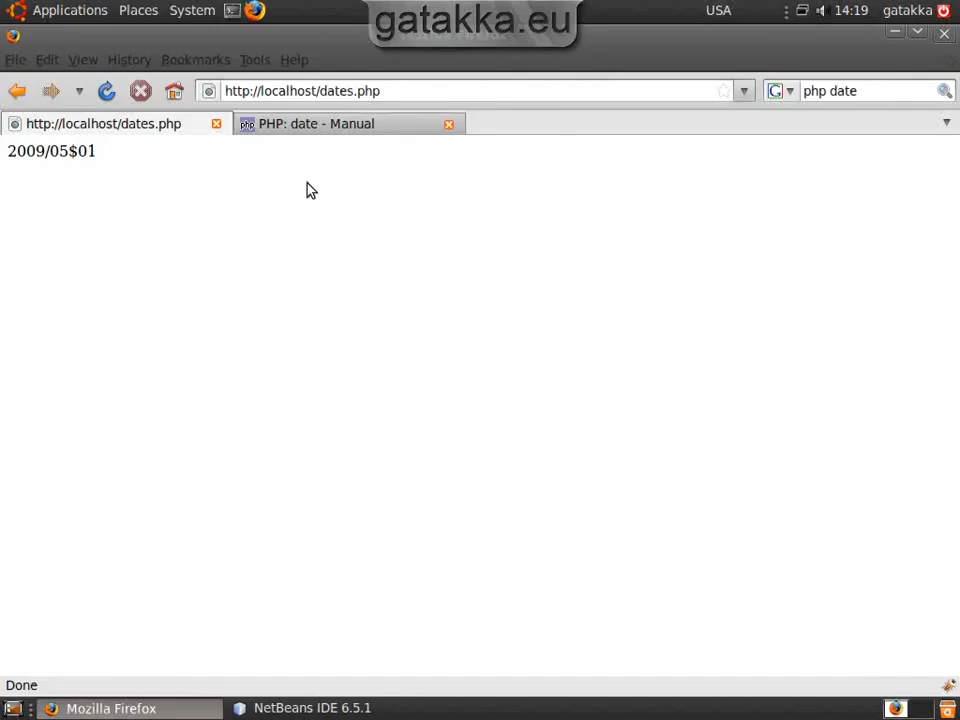 Applications Places System gatakka.eu USA 14:19 gatakka
File Edit View History Bookmarks Tools Help
http://localhost/dates.php php date
http://localhost/dates.php PHP: date - Manual
2009/05$01
Done
Mozilla Firefox NetBeans IDE 6.5.1